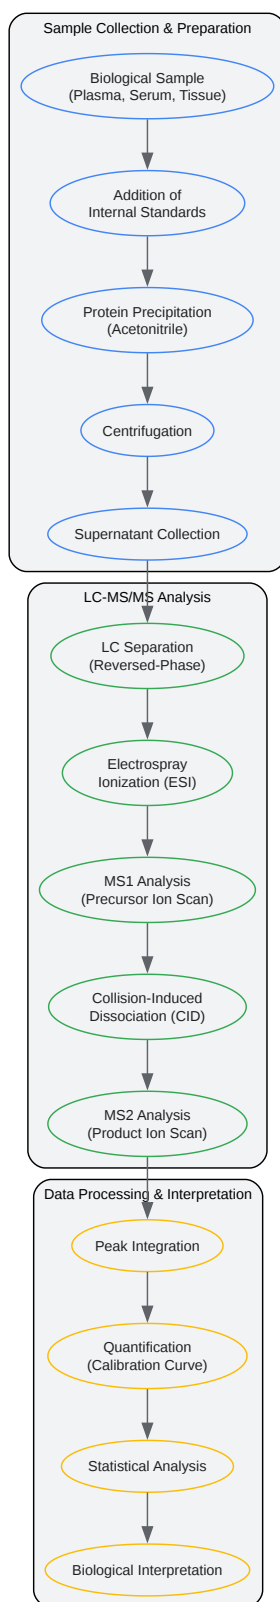 Sample Collection & Preparation
Biological Sample
(Plasma, Serum, Tissue)
Addition of
Internal Standards
Protein Precipitation
(Acetonitrile)
Centrifugation
Supernatant Collection
LC-MS/MS Analysis
LC Separation
(Reversed-Phase)
Electrospray
Ionization (ESI)
MS1 Analysis
(Precursor Ion Scan)
Collision-Induced
Dissociation (CID)
MS2 Analysis
(Product Ion Scan)
Data Processing & Interpretation
Peak Integration
Quantification
(Calibration Curve)
Statistical Analysis
Biological Interpretation